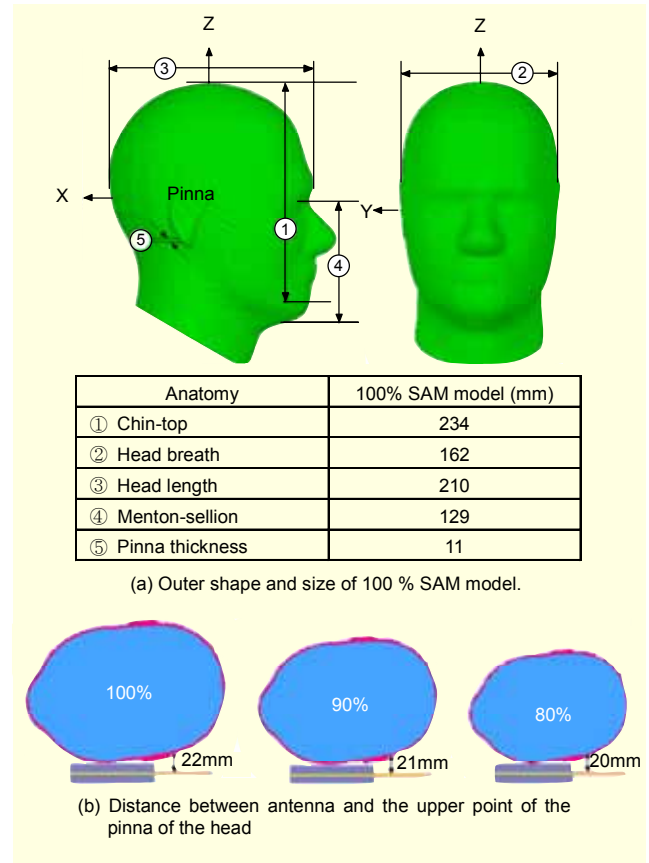 Z
Z
③
②
X
Pinna
Y
⑤
①
④
Anatomy 100% SAM model (mm)
① Chin-top 234
② Head breath 162
③ Head length 210
④ Menton-sellion 129
⑤ Pinna thickness 11
(a) Outer shape and size of 100 % SAM model.
100%
90%
80%
22mm
21mm
20mm
(b) Distance between antenna and the upper point of the
pinna of the head